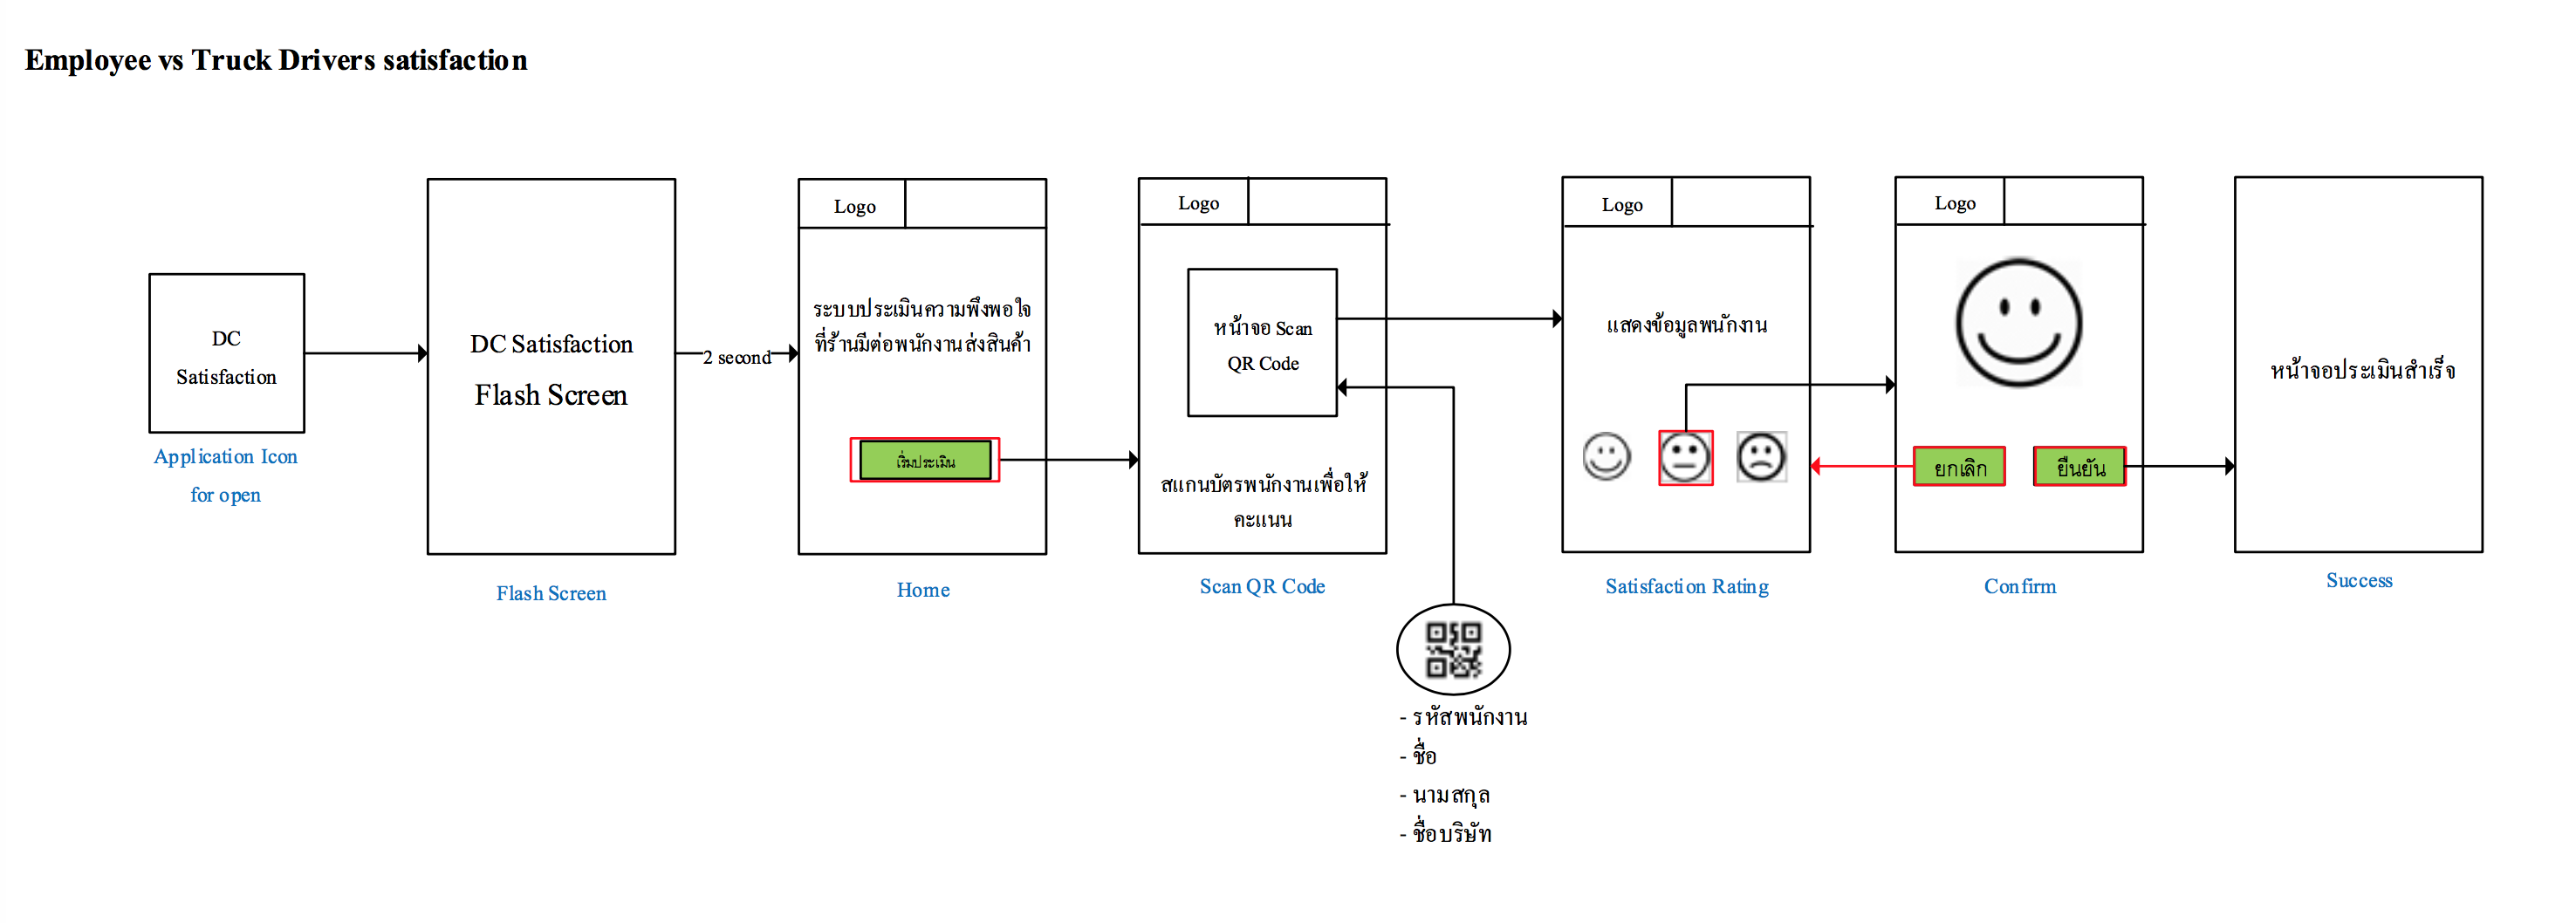 Employee vs Truck Drivers satisfaction
DC
Satisfaction
Application Icon
for open
DC Satisfaction
Flash Screen
Flash Screen
2 second
Logo
ระบบประเมินความพึงพอใจ
ที่ร้านมีต่อพนักงานส่งสินค้า
เริ่มประเมิน
Home
Logo
หน้าจอ Scan
QR Code
สแกนบัตรพนักงานเพื่อให้
คะแนน
Scan QR Code
- รหัสพนักงาน
- ชื่อ
- นามสกุล
- ชื่อบริษัท
Logo
แสดงข้อมูลพนักงาน
Satisfaction Rating
Logo
ยกเลิก
ยืนยัน
Confirm
หน้าจอประเมินสำเร็จ
Success